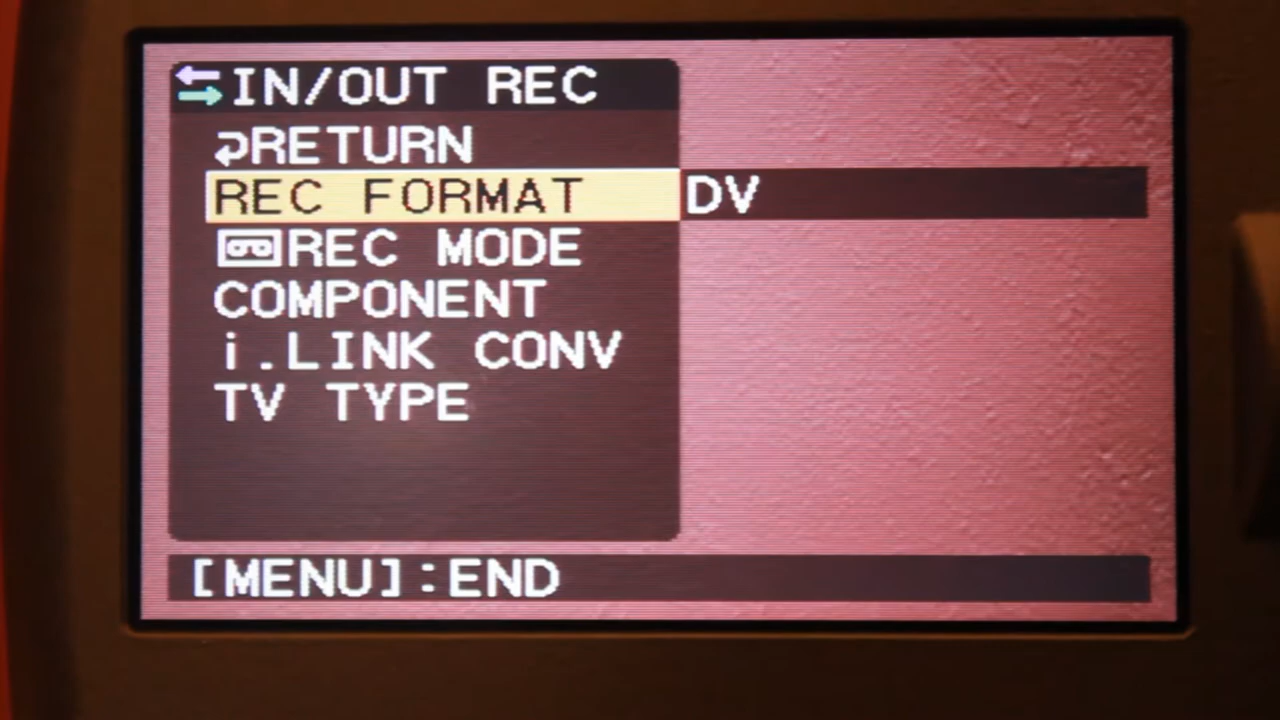 IN/OUT REC
RETURN
REC FORMAT DV
REC MODE
COMPONENT
i.LINK CONV
TV TYPE
[MENU]:END